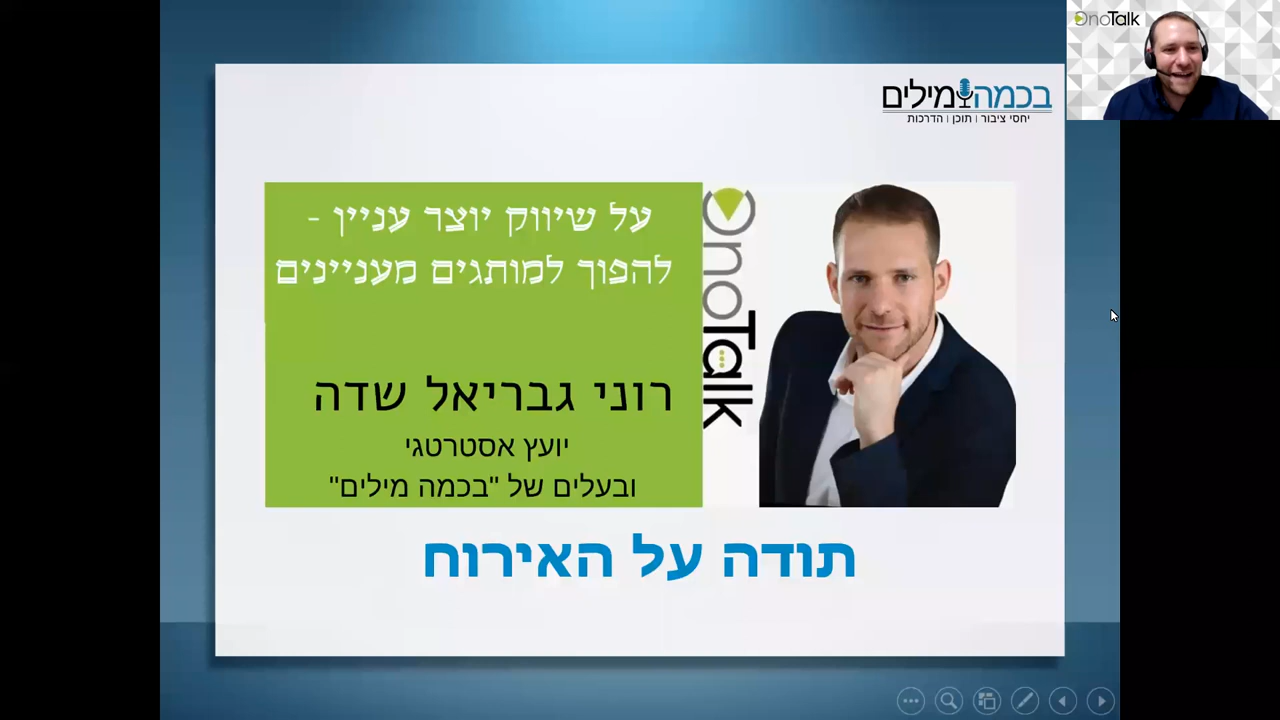 OnoTalk
בכמה מילים
יחסי ציבור | תוכן | הדרכות
על שיווק יוצר עניין -
להפוך למותגים מעניינים
OnoTalk
רוני גבריאל שדה
יועץ אסטרטגי
ובעלים של "בכמה מילים"
תודה על האירוח